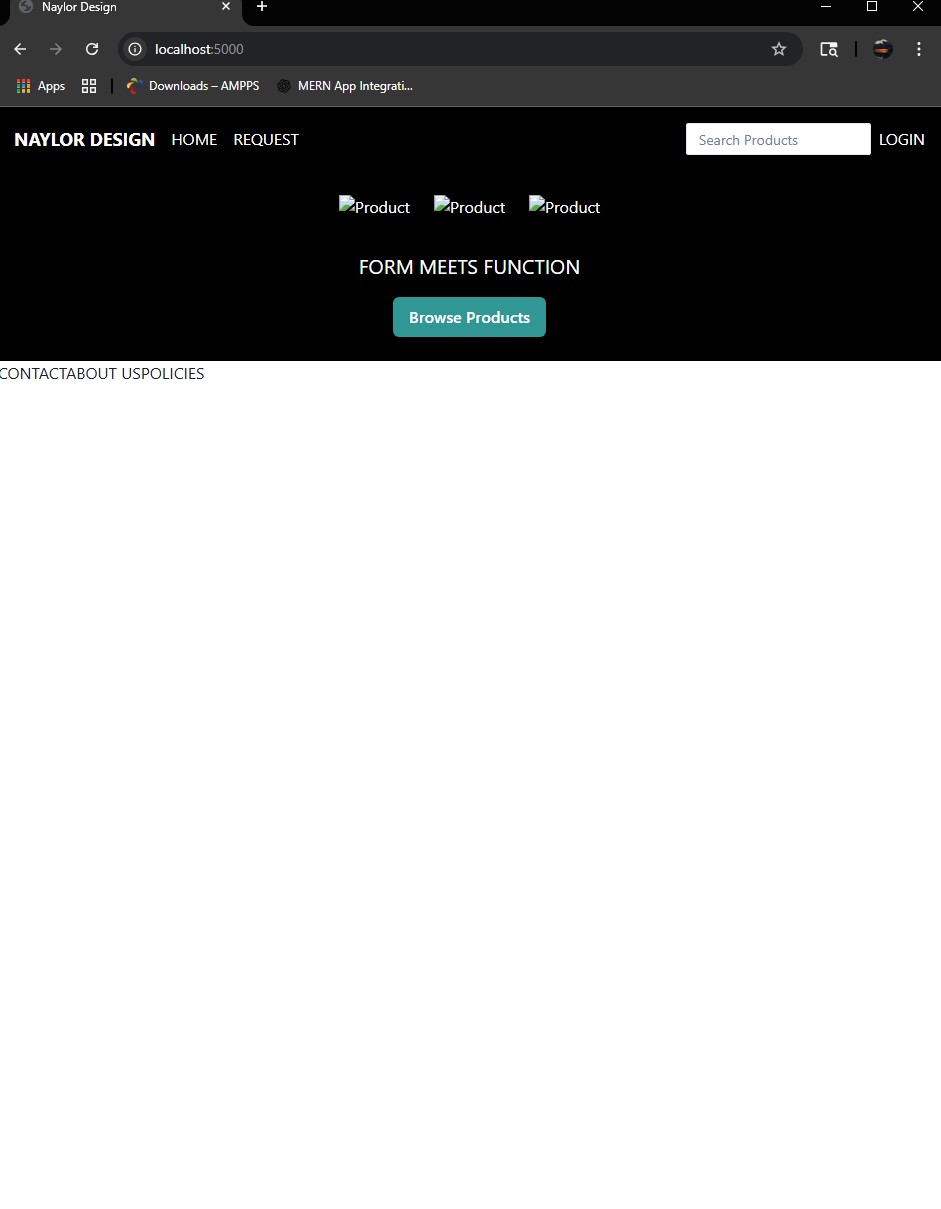 Naylor Design
localhost:5000
Apps
Downloads – AMPPS
MERN App Integrati...
NAYLOR DESIGN HOME REQUEST Search Products LOGIN
Product Product Product
FORM MEETS FUNCTION
Browse Products
CONTACTABOUT USPOLICIES